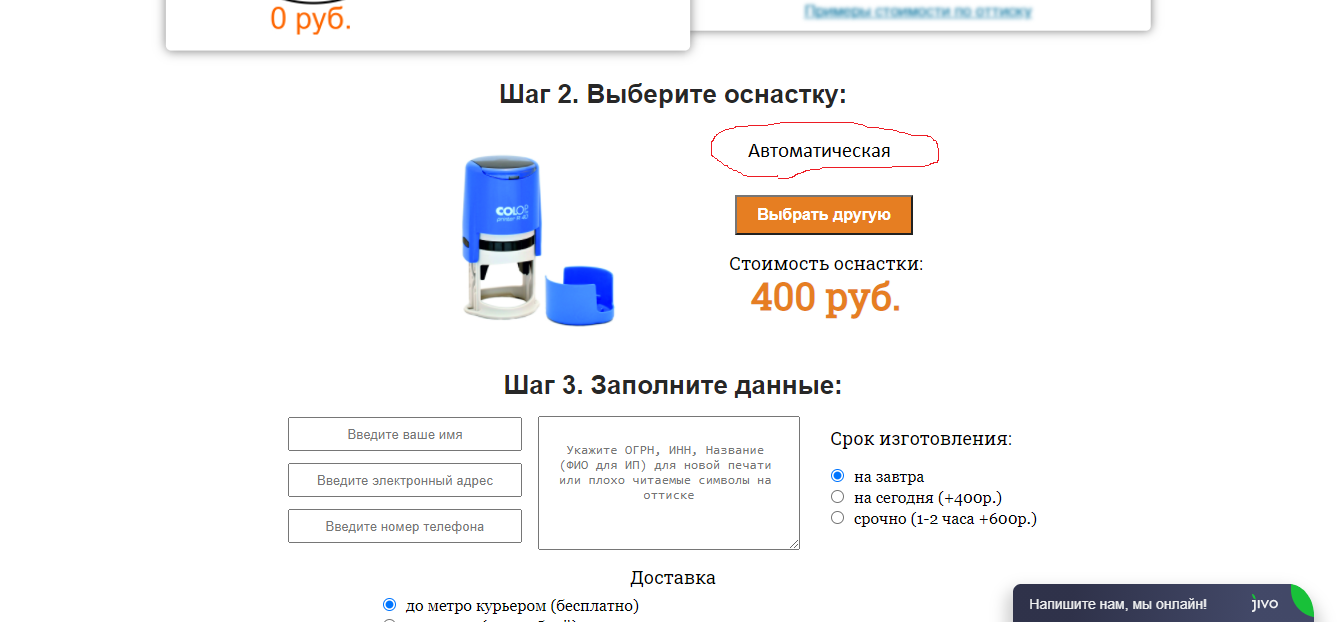 0 руб.
Примеры стоимости по оттиску
Шаг 2. Выберите оснастку:
Автоматическая
COLOP
Выбрать другую
Стоимость оснастки:
400 руб.
Шаг 3. Заполните данные:
Введите ваше имя
Введите электронный адрес
Введите номер телефона
Укажите ОГРН, ИНН, Название
(ФИО для ИП) для новой печати
или плохо читаемые символы на
оттиске
Срок изготовления:
на завтра
на сегодня (+400р.)
срочно (1-2 часа +600р.)
Доставка
до метро курьером (бесплатно)
Напишите нам, мы онлайн!
jivo